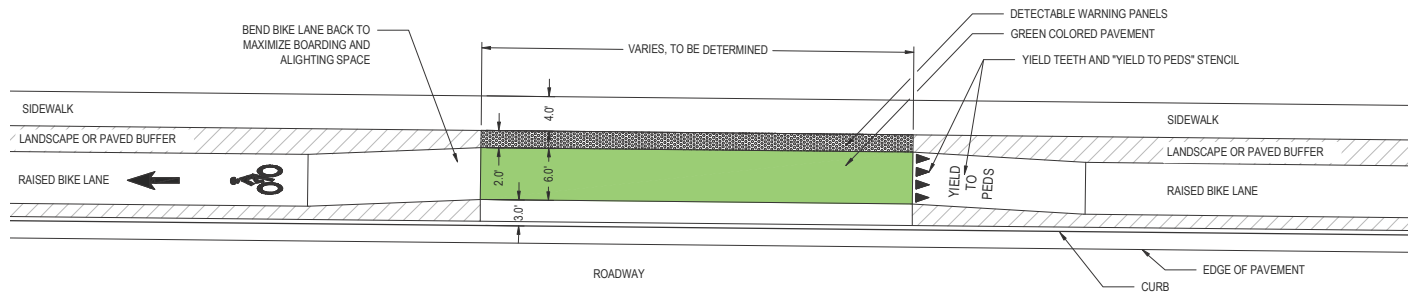 BEND BIKE LANE BACK TO
MAXIMIZE BOARDING AND
ALIGHTING SPACE
VARIES, TO BE DETERMINED
DETECTABLE WARNING PANELS
GREEN COLORED PAVEMENT
YIELD TEETH AND "YIELD TO PEDS" STENCIL
SIDEWALK
4.0'
SIDEWALK
LANDSCAPE OR PAVED BUFFER
LANDSCAPE OR PAVED BUFFER
RAISED BIKE LANE
2.0'
6.0'
3.0'
YIELD
TO
PEDS
RAISED BIKE LANE
ROADWAY
EDGE OF PAVEMENT
CURB